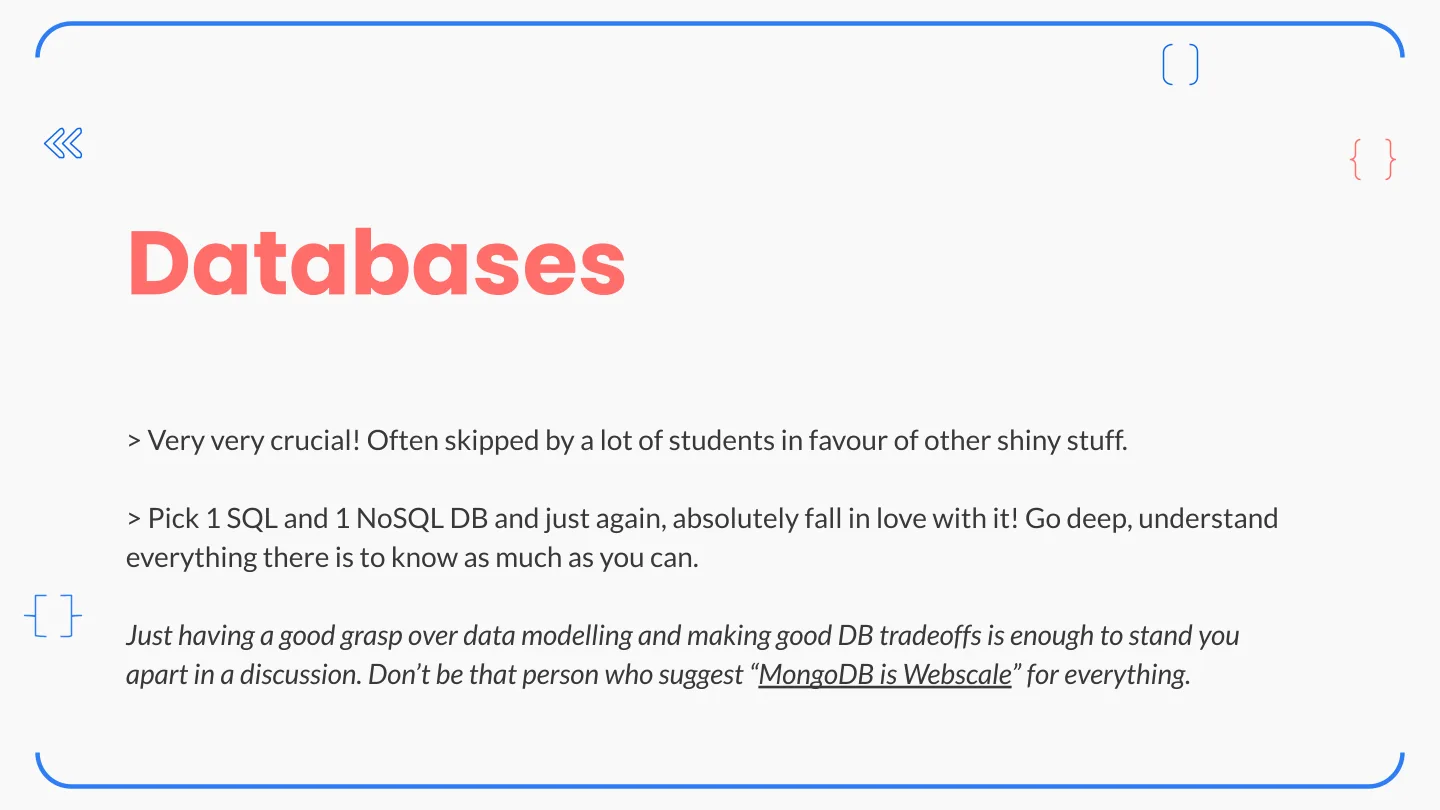 Databases
> Very very crucial! Often skipped by a lot of students in favour of other shiny stuff.
> Pick 1 SQL and 1 NoSQL DB and just again, absolutely fall in love with it! Go deep, understand
everything there is to know as much as you can.
Just having a good grasp over data modelling and making good DB tradeoffs is enough to stand you
apart in a discussion. Don’t be that person who suggest “MongoDB is Webscale” for everything.